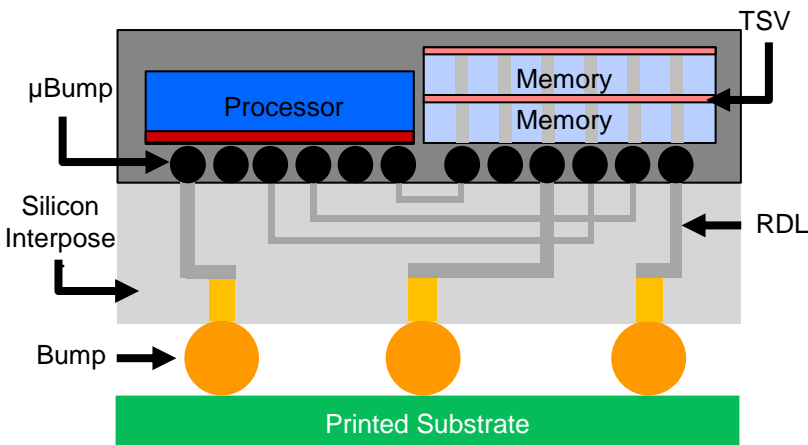 TSV
µBump
Processor
Memory
Memory
Silicon
Interpose
RDL
Bump
Printed Substrate